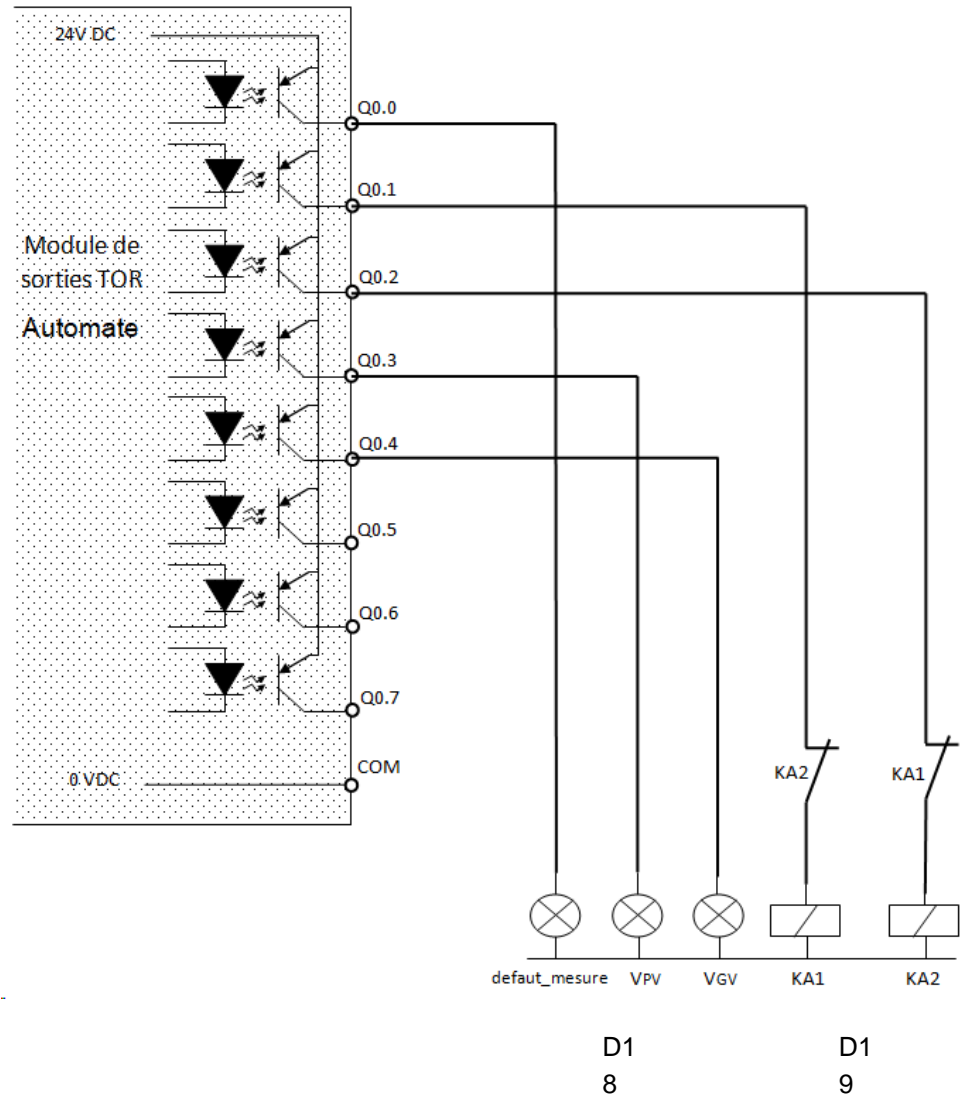 24V DC
Q0.0
Q0.1
Module de
sorties TOR
Q0.2
Automate
Q0.3
Q0.4
Q0.5
Q0.6
Q0.7
COM
0 VDC
KA2
KA1
defaut_mesure VPV VGV KA1 KA2
D1 D1
8 9